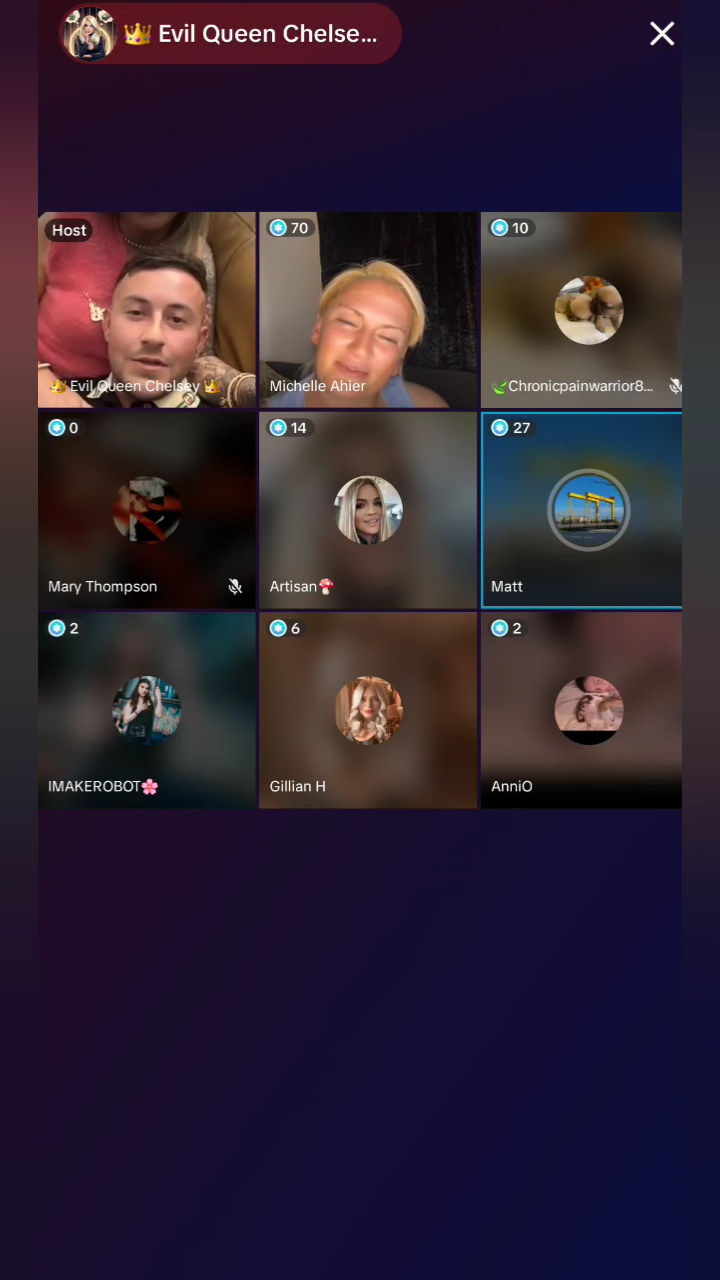 👑 Evil Queen Chelse...
Host
👑 Evil Queen Chelsey 👑
70
Michelle Ahier
10
🌿Chronicpainwarrior8...
0
Mary Thompson
14
Artisan🍄
27
Matt
2
IMAKEROBOT🌸
6
Gillian H
2
AnniO